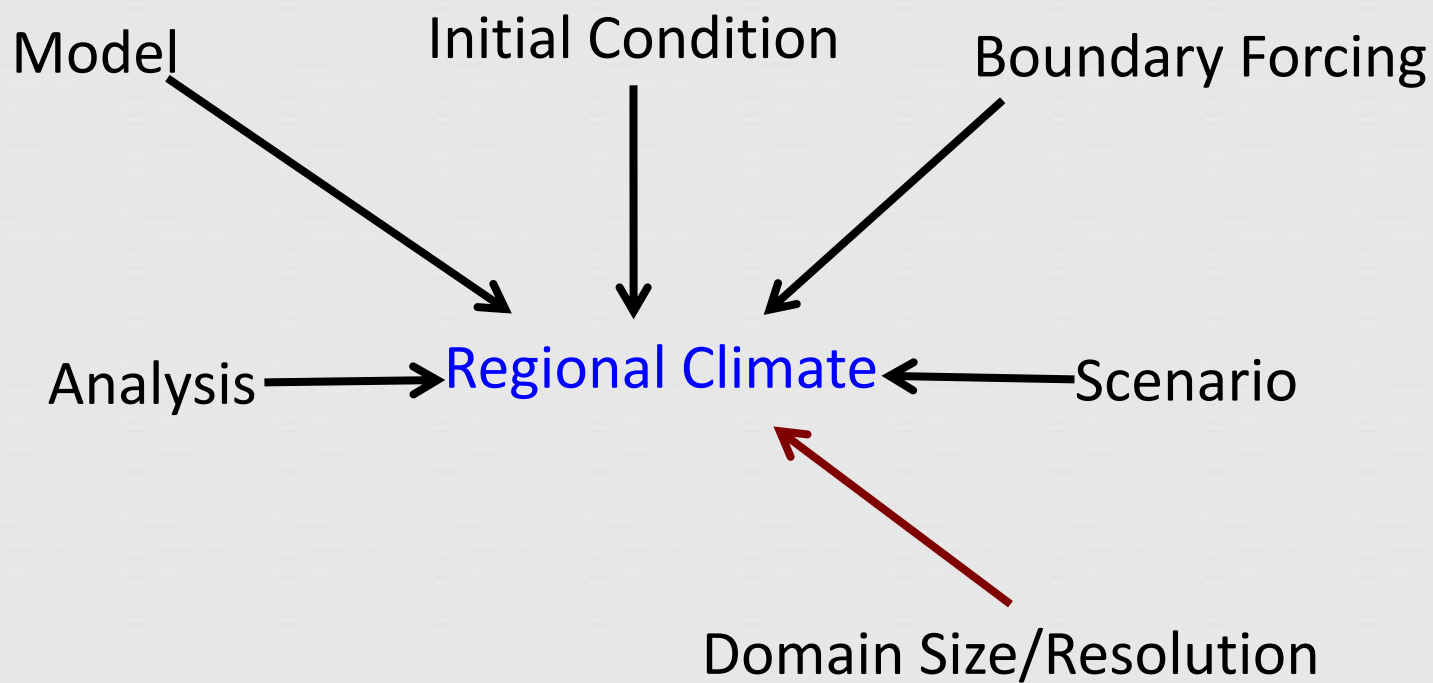 Model
Initial Condition
Boundary Forcing
Analysis
Regional Climate
Scenario
Domain Size/Resolution